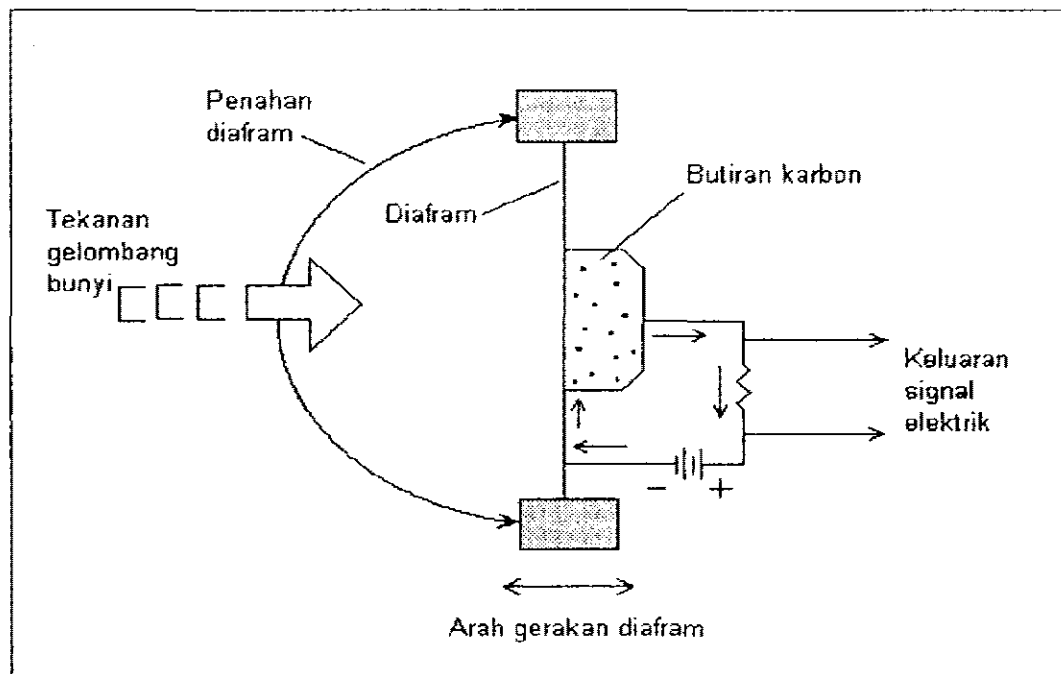 Penahan
diafram
Butiran karbon
Diafram
Tekanan
gelombang
bunyi
Keluaran
signal
elektrik
− +
Arah gerakan diafram